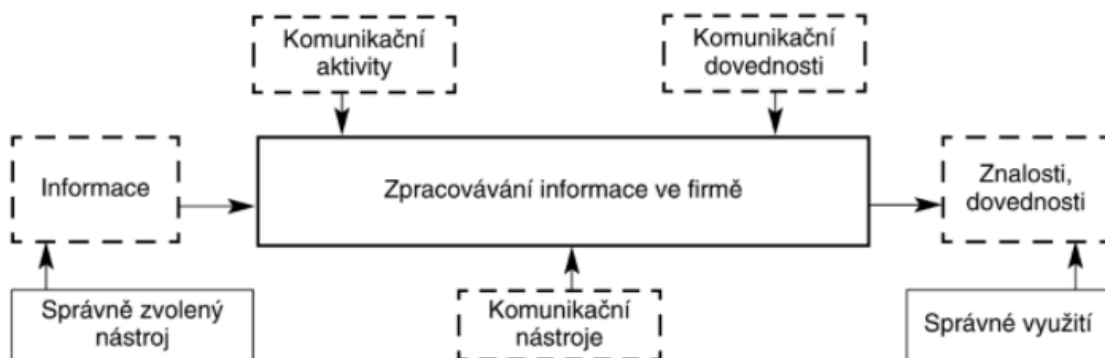 Komunikační
aktivity
Komunikační
dovednosti
Informace
Zpracovávání informace ve firmě
Znalosti,
dovednosti
Správně zvolený
nástroj
Komunikační
nástroje
Správné využití